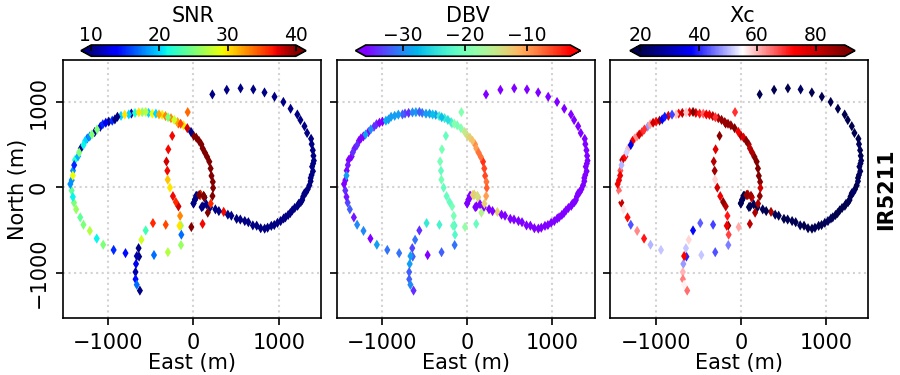 SNR DBV Xc
10 20 30 40 −30 −20 −10 20 40 60 80
1000
0
−1000
North (m)
−1000 0 1000 −1000 0 1000 −1000 0 1000
East (m) East (m) East (m)
IR5211